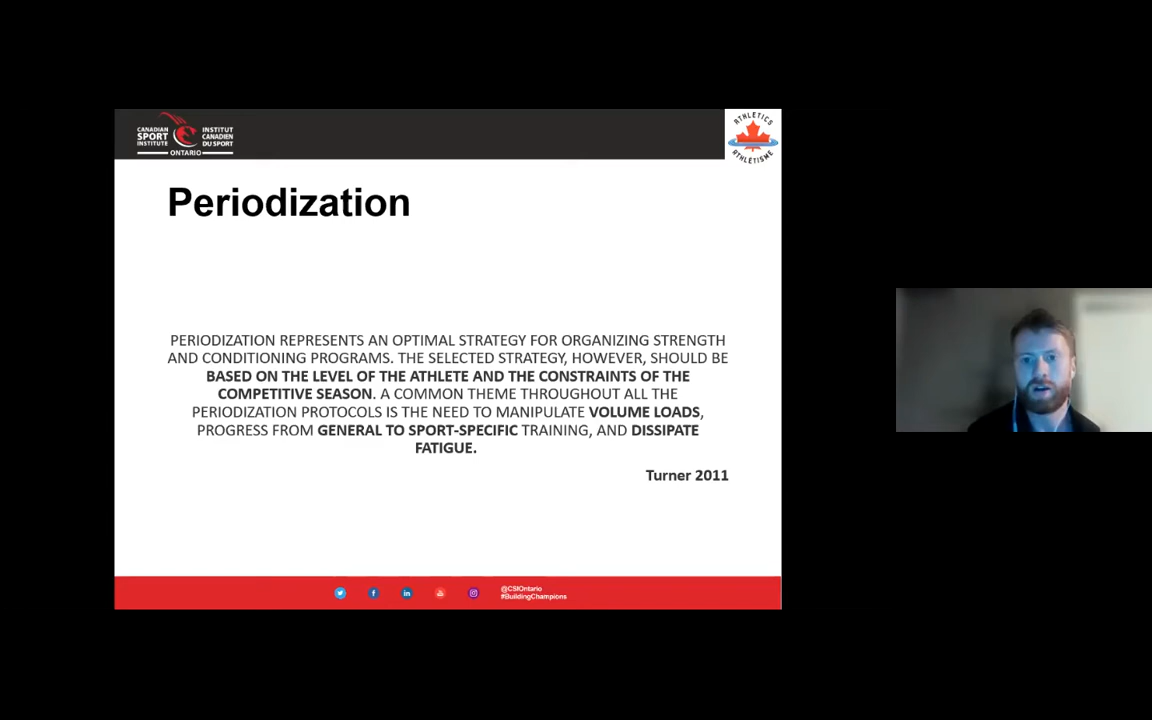 CANADIAN
SPORT
INSTITUTE
INSTITUT
CANADIEN
DU SPORT
ONTARIO
ATHLETICS
ATHLÉTISME
Periodization
PERIODIZATION REPRESENTS AN OPTIMAL STRATEGY FOR ORGANIZING STRENGTH
AND CONDITIONING PROGRAMS. THE SELECTED STRATEGY, HOWEVER, SHOULD BE
BASED ON THE LEVEL OF THE ATHLETE AND THE CONSTRAINTS OF THE
COMPETITIVE SEASON. A COMMON THEME THROUGHOUT ALL THE
PERIODIZATION PROTOCOLS IS THE NEED TO MANIPULATE VOLUME LOADS,
PROGRESS FROM GENERAL TO SPORT-SPECIFIC TRAINING, AND DISSIPATE
FATIGUE.
Turner 2011
@CSIOntario
#BuildingChampions